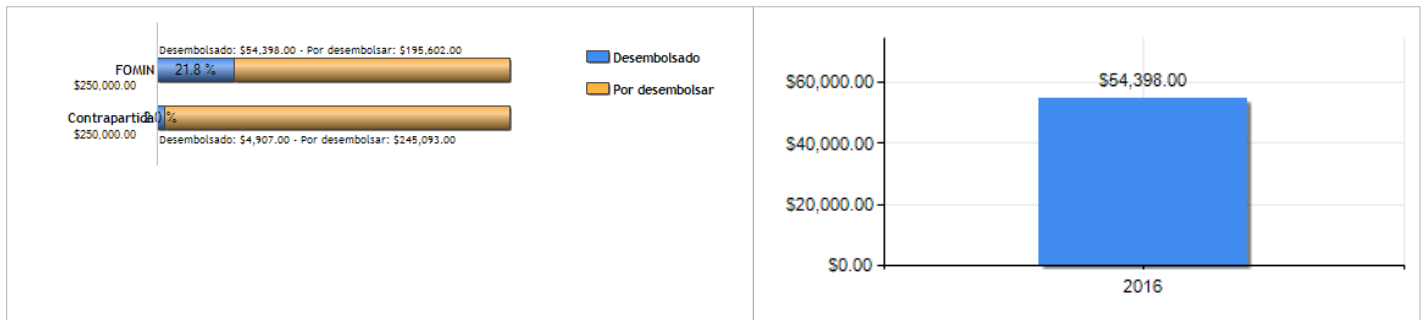 Desembolsado: $54,398.00 - Por desembolsar: $195,602.00
FOMIN
21.8 %
$250,000.00
Contrapartida
2.0 %
$250,000.00
Desembolsado: $4,907.00 - Por desembolsar: $245,093.00
Desembolsado
Por desembolsar
$60,000.00
$54,398.00
$40,000.00
$20,000.00
$0.00
2016